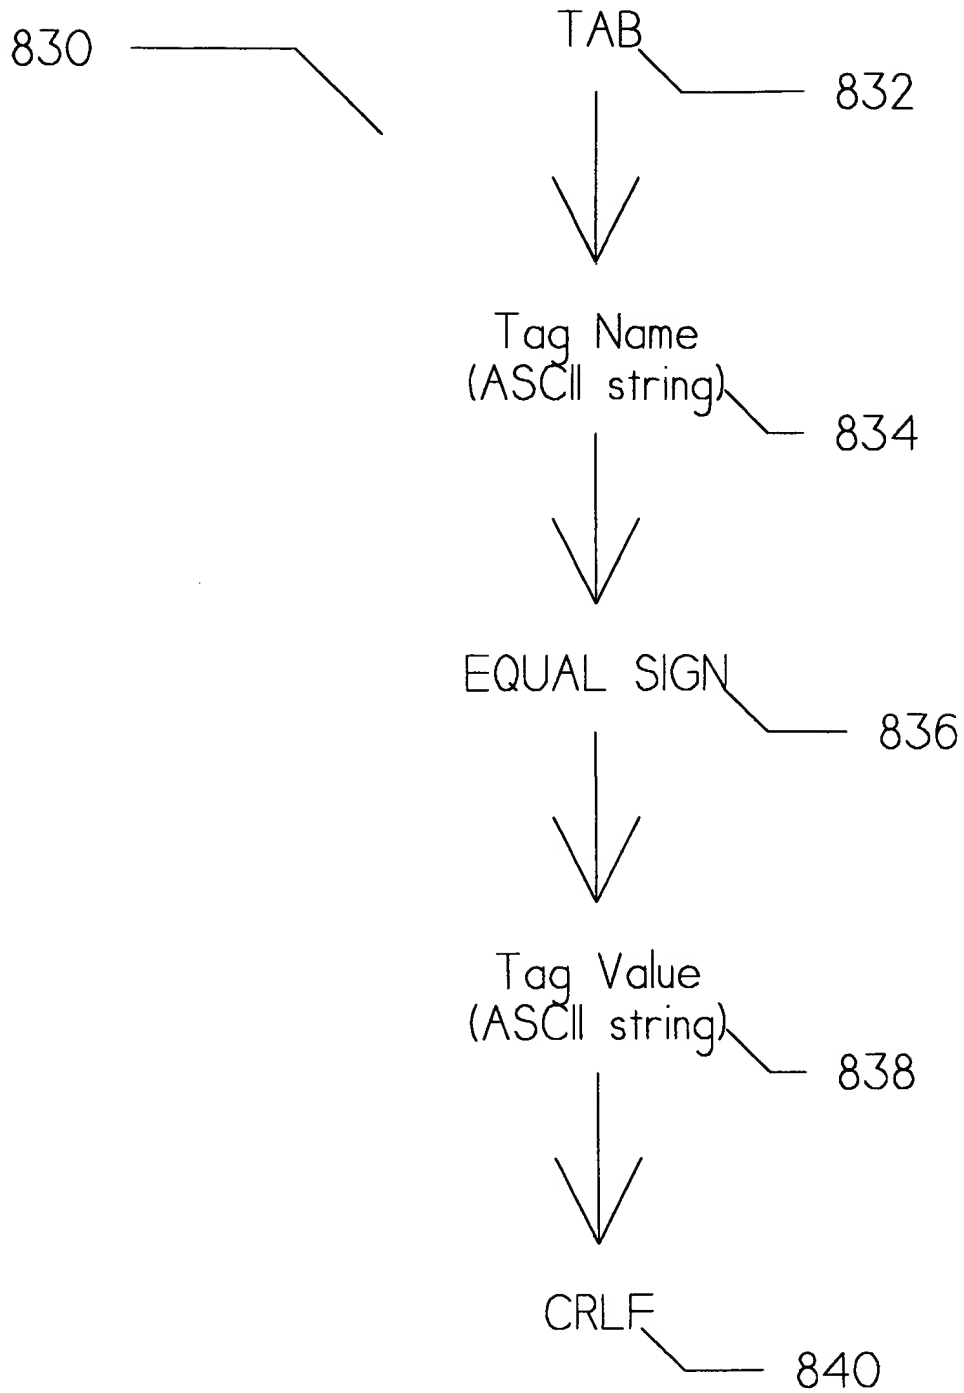 830
TAB
832
Tag Name
(ASCII string)
834
EQUAL SIGN
836
Tag Value
(ASCII string)
838
CRLF
840